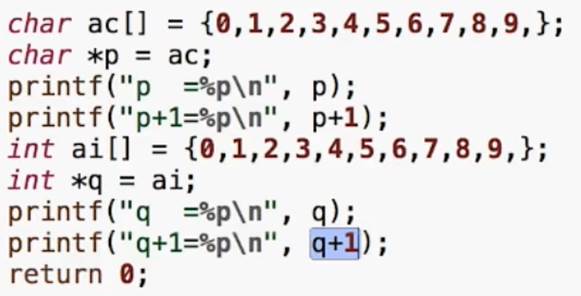 char ac[] = {0,1,2,3,4,5,6,7,8,9,};
char *p = ac;
printf("p  =%p\n", p);
printf("p+1=%p\n", p+1);
int ai[] = {0,1,2,3,4,5,6,7,8,9,};
int *q = ai;
printf("q  =%p\n", q);
printf("q+1=%p\n", q+1);
return 0;